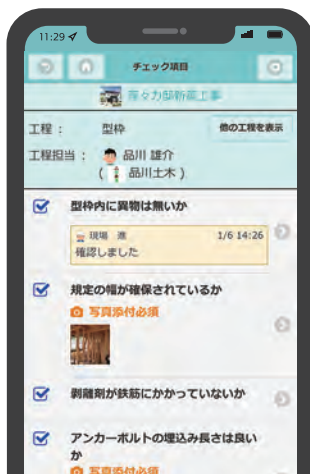 11:29
チェック項目
佐々力邸新築工事
工程： 型枠 他の工程を表示
工程担当： 品川 雄介
( 品川土木 )
型枠内に異物は無いか
現場 進 1/6 14:26
確認しました
規定の幅が確保されているか
写真添付必須
剥離剤が鉄筋にかかっていないか
アンカーボルトの埋込み長さは良い
か
写真添付必須